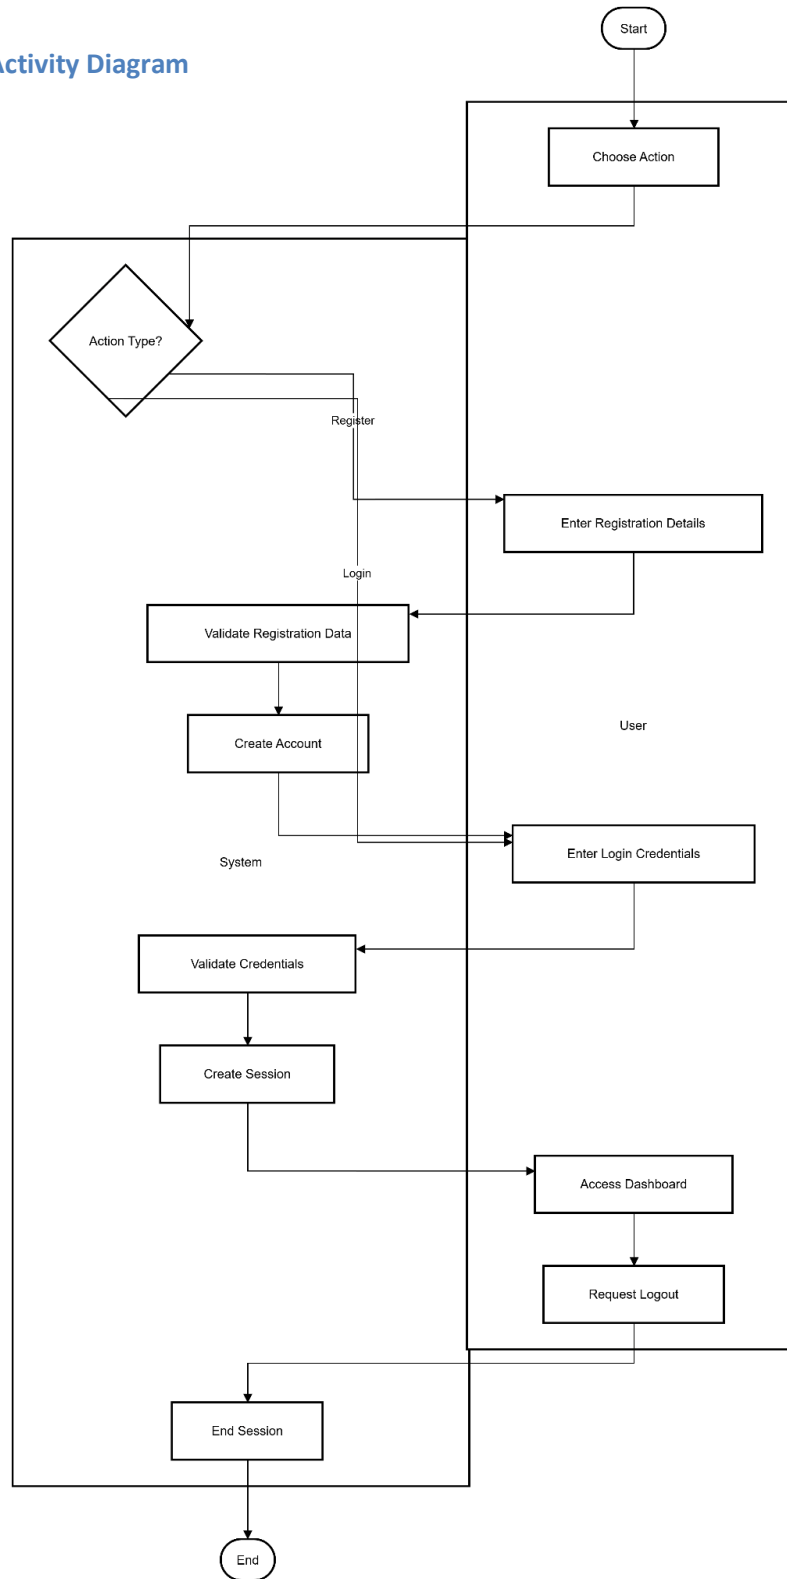 Start
Activity Diagram
Choose Action
Action Type?
Register
Enter Registration Details
Login
Validate Registration Data
User
Create Account
Enter Login Credentials
System
Validate Credentials
Create Session
Access Dashboard
Request Logout
End Session
End